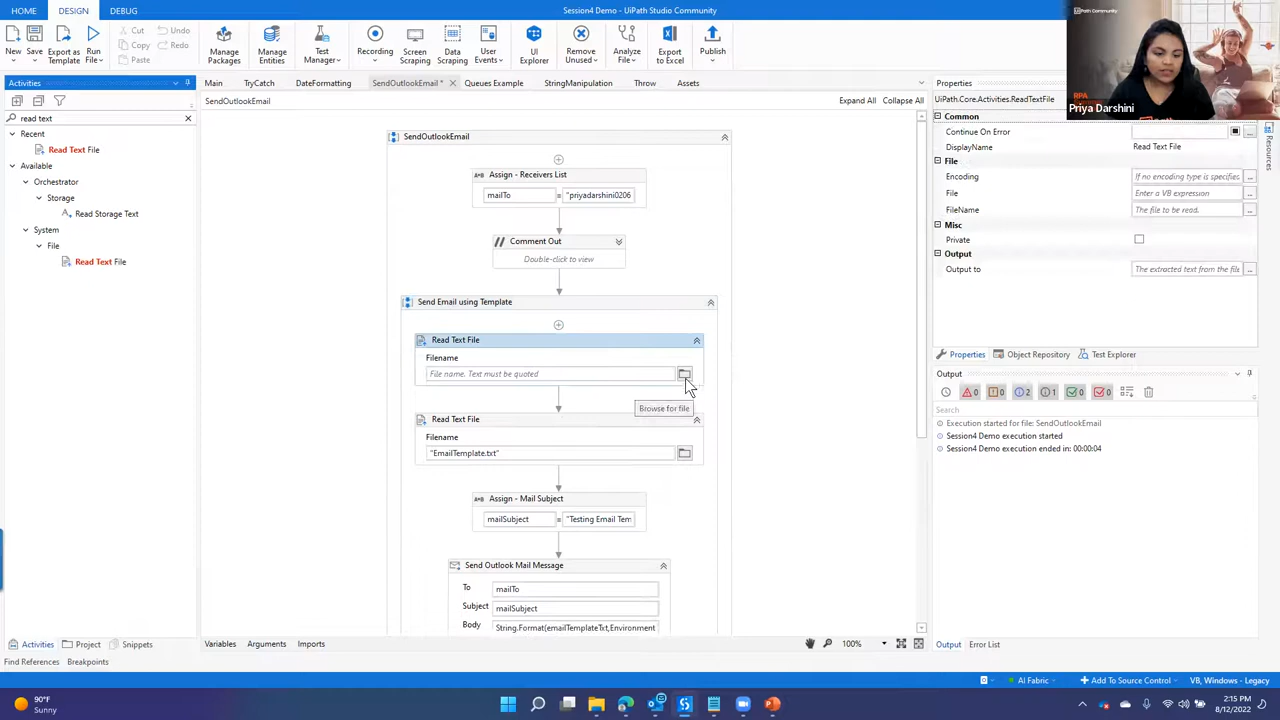 HOME
DESIGN
DEBUG
Session4 Demo - UiPath Studio Community
UiPath Community
New
Save
Export as Template
Run File
Cut
Copy
Paste
Undo
Redo
Manage Packages
Manage Entities
Test Manager
Recording
Screen Scraping
Data Scraping
User Events
UI Explorer
Remove Unused
Analyze File
Export to Excel
Publish
RPA
Priya Darshini
Activities
read text
Recent
Read Text File
Available
Orchestrator
Storage
Read Storage Text
System
File
Read Text File
Main
TryCatch
DateFormatting
SendOutlookEmail *
Queues Example
StringManipulation
Throw
Assets
SendOutlookEmail
Expand All
Collapse All
SendOutlookEmail
Assign - Receivers List
mailTo = "priyadarshini0206
Comment Out
Double-click to view
Send Email using Template
Read Text File
Filename
File name. Text must be quoted
Browse for file
Read Text File
Filename
"EmailTemplate.txt"
Assign - Mail Subject
mailSubject = "Testing Email Tem
Send Outlook Mail Message
To mailTo
Subject mailSubject
Body String.Format(emailTemplateTxt,Environment
Properties
UiPath.Core.Activities.ReadTextFile
Common
Continue On Error
DisplayName Read Text File
File
Encoding If no encoding type is specified
File Enter a VB expression
FileName The file to be read.
Misc
Private
Output
Output to The extracted text from the file
Resources
Properties
Object Repository
Test Explorer
Output
0
0
2
1
0
0
Search
Execution started for file: SendOutlookEmail
Session4 Demo execution started
Session4 Demo execution ended in: 00:00:04
Activities
Project
Snippets
Variables
Arguments
Imports
100%
Output
Error List
Find References
Breakpoints
AI Fabric
Add To Source Control
VB, Windows - Legacy
90°F
Sunny
2:15 PM
8/12/2022